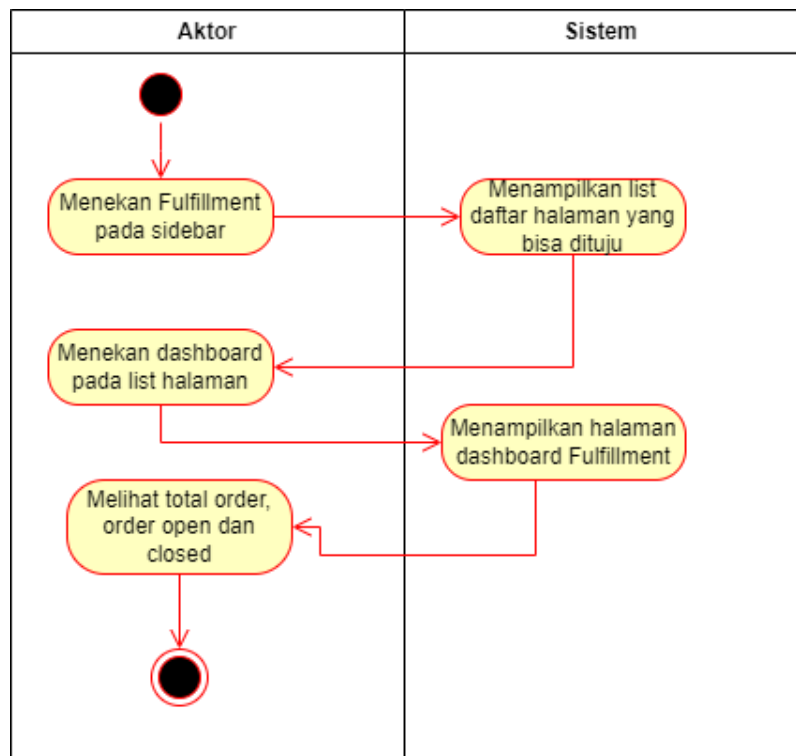 Aktor
Sistem
Menekan Fulfillment
pada sidebar
Menampilkan list
daftar halaman yang
bisa dituju
Menekan dashboard
pada list halaman
Menampilkan halaman
dashboard Fulfillment
Melihat total order,
order open dan
closed